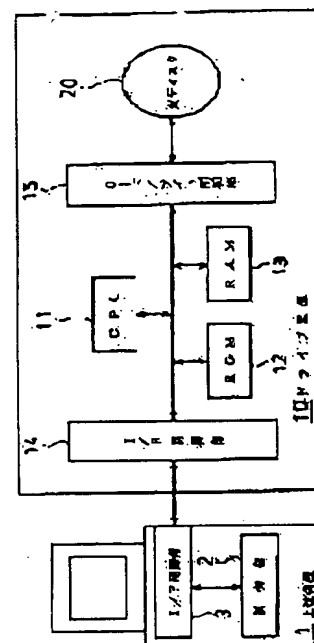 20
光ディスク
15
11
CPU
RAM
13
ROM
12
14
I/F制御部
10ドライブ装置
I/F制御部
3
2
制御部
1 上位装置